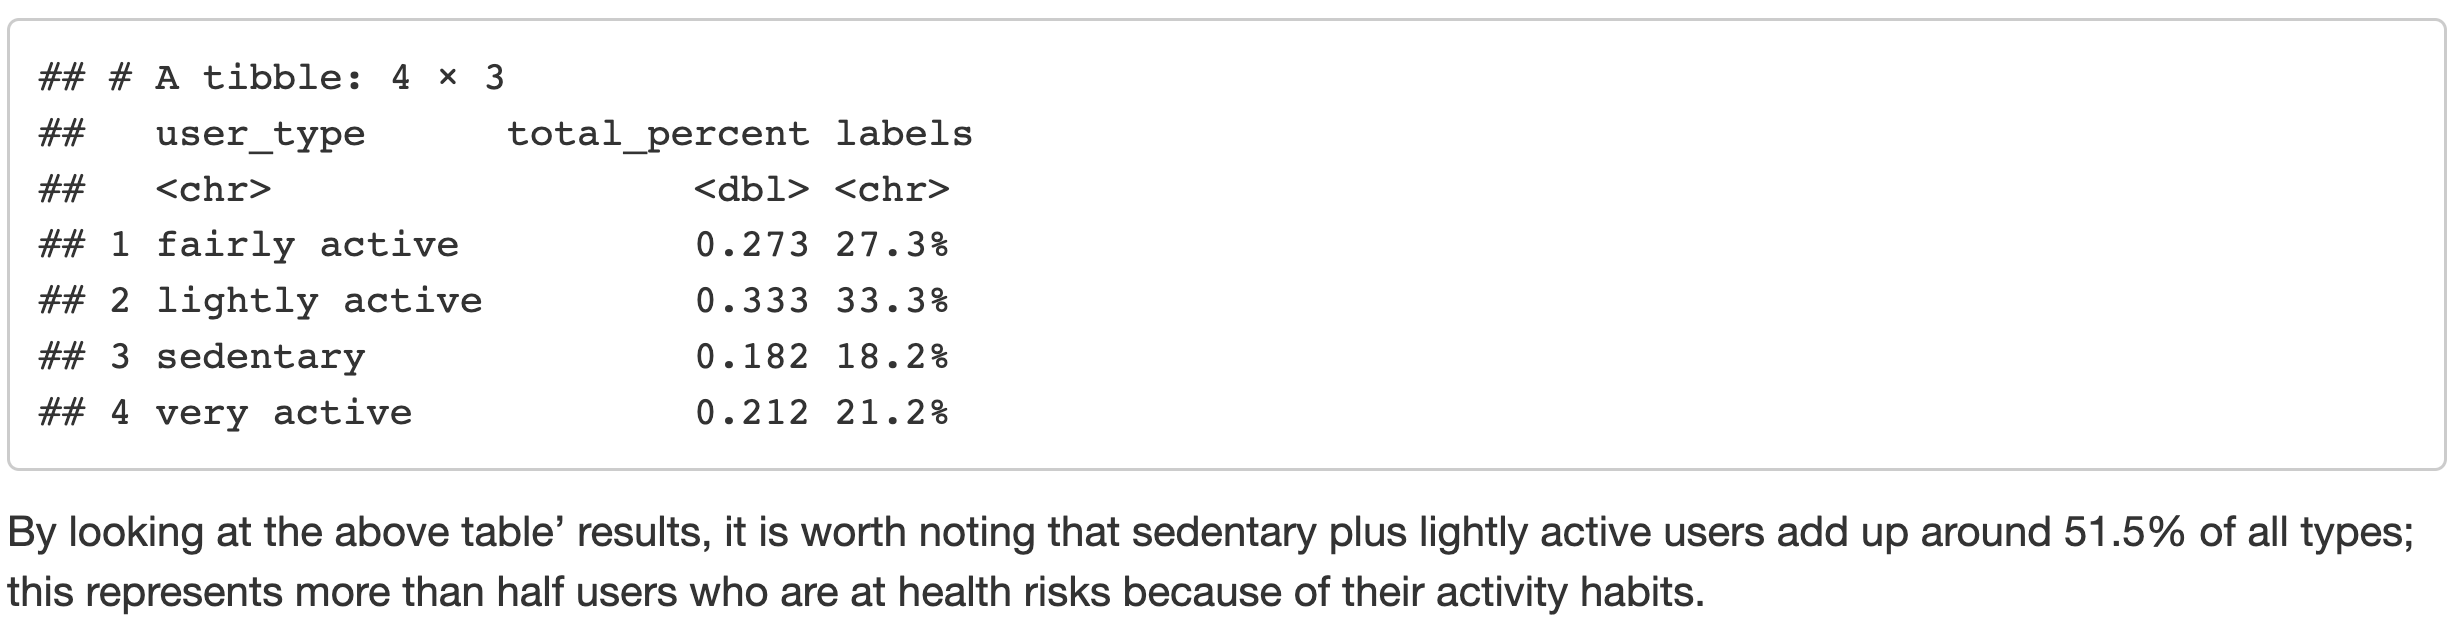 ## # A tibble: 4 × 3
##   user_type      total_percent labels
##   <chr>                  <dbl> <chr>
## 1 fairly active          0.273 27.3%
## 2 lightly active         0.333 33.3%
## 3 sedentary              0.182 18.2%
## 4 very active            0.212 21.2%
By looking at the above table’ results, it is worth noting that sedentary plus lightly active users add up around 51.5% of all types;
this represents more than half users who are at health risks because of their activity habits.